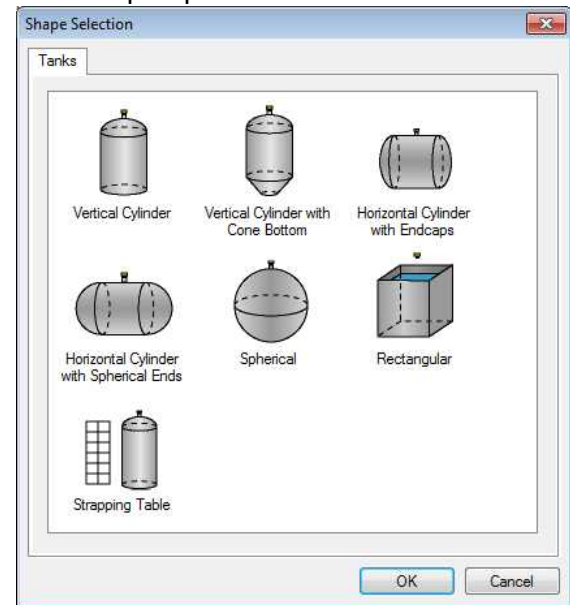 Shape Selection
Tanks
Vertical Cylinder
Vertical Cylinder with
Cone Bottom
Horizontal Cylinder
with Endcaps
Horizontal Cylinder
with Spherical Ends
Spherical
Rectangular
Strapping Table
OK
Cancel